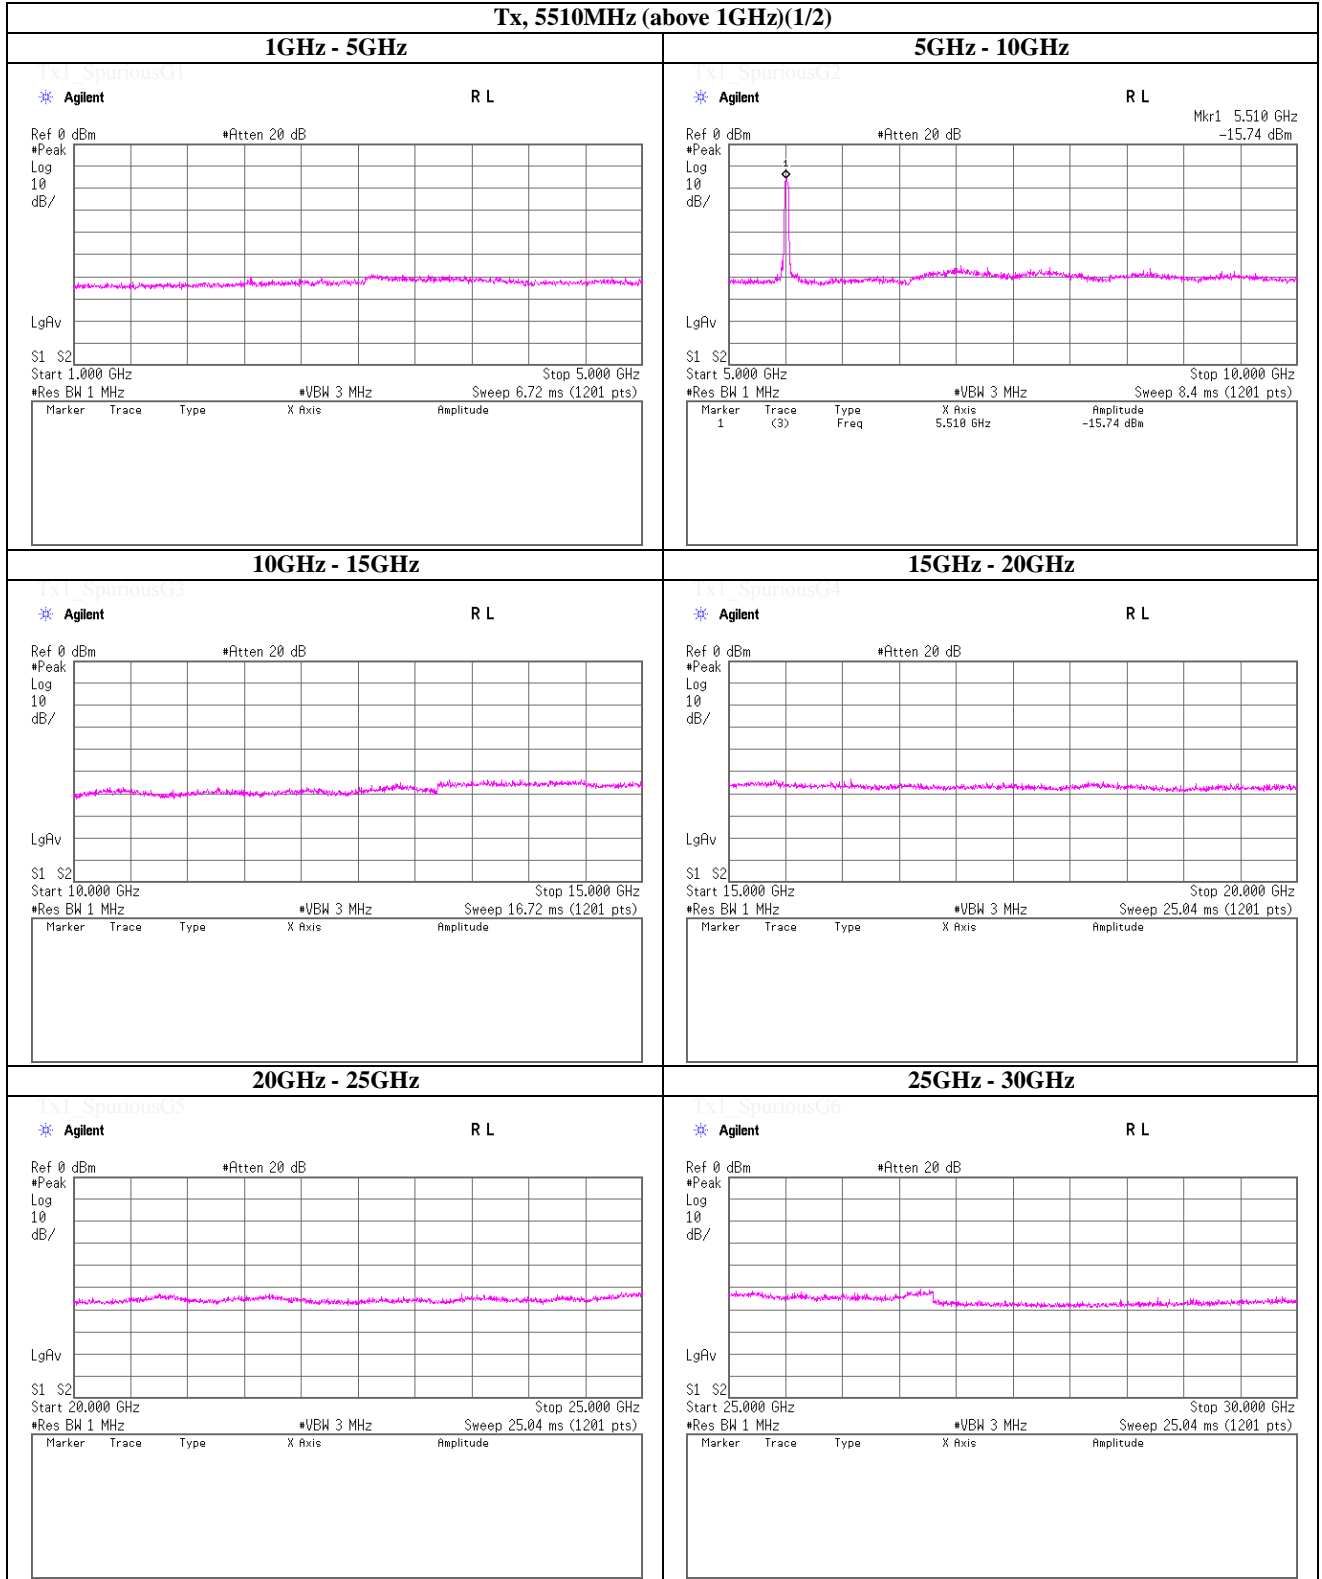 Tx, 5510MHz (above 1GHz)(1/2)
1GHz - 5GHz
Tx1_SpuriousG1
Agilent R L
Ref 0 dBm #Atten 20 dB
#Peak
Log
10
dB/
LgAv
S1 S2
Start 1.000 GHz Stop 5.000 GHz
#Res BW 1 MHz #VBW 3 MHz Sweep 6.72 ms (1201 pts)
Marker Trace Type X Axis Amplitude
5GHz - 10GHz
Tx1_SpuriousG2
Agilent R L
Mkr1 5.510 GHz
Ref 0 dBm #Atten 20 dB -15.74 dBm
#Peak
Log
10
dB/
1
LgAv
S1 S2
Start 5.000 GHz Stop 10.000 GHz
#Res BW 1 MHz #VBW 3 MHz Sweep 8.4 ms (1201 pts)
Marker Trace Type X Axis Amplitude
1 (3) Freq 5.510 GHz -15.74 dBm
10GHz - 15GHz
Tx1_SpuriousG3
Agilent R L
Ref 0 dBm #Atten 20 dB
#Peak
Log
10
dB/
LgAv
S1 S2
Start 10.000 GHz Stop 15.000 GHz
#Res BW 1 MHz #VBW 3 MHz Sweep 16.72 ms (1201 pts)
Marker Trace Type X Axis Amplitude
15GHz - 20GHz
Tx1_SpuriousG4
Agilent R L
Ref 0 dBm #Atten 20 dB
#Peak
Log
10
dB/
LgAv
S1 S2
Start 15.000 GHz Stop 20.000 GHz
#Res BW 1 MHz #VBW 3 MHz Sweep 25.04 ms (1201 pts)
Marker Trace Type X Axis Amplitude
20GHz - 25GHz
Tx1_SpuriousG5
Agilent R L
Ref 0 dBm #Atten 20 dB
#Peak
Log
10
dB/
LgAv
S1 S2
Start 20.000 GHz Stop 25.000 GHz
#Res BW 1 MHz #VBW 3 MHz Sweep 25.04 ms (1201 pts)
Marker Trace Type X Axis Amplitude
25GHz - 30GHz
Tx1_SpuriousG6
Agilent R L
Ref 0 dBm #Atten 20 dB
#Peak
Log
10
dB/
LgAv
S1 S2
Start 25.000 GHz Stop 30.000 GHz
#Res BW 1 MHz #VBW 3 MHz Sweep 25.04 ms (1201 pts)
Marker Trace Type X Axis Amplitude